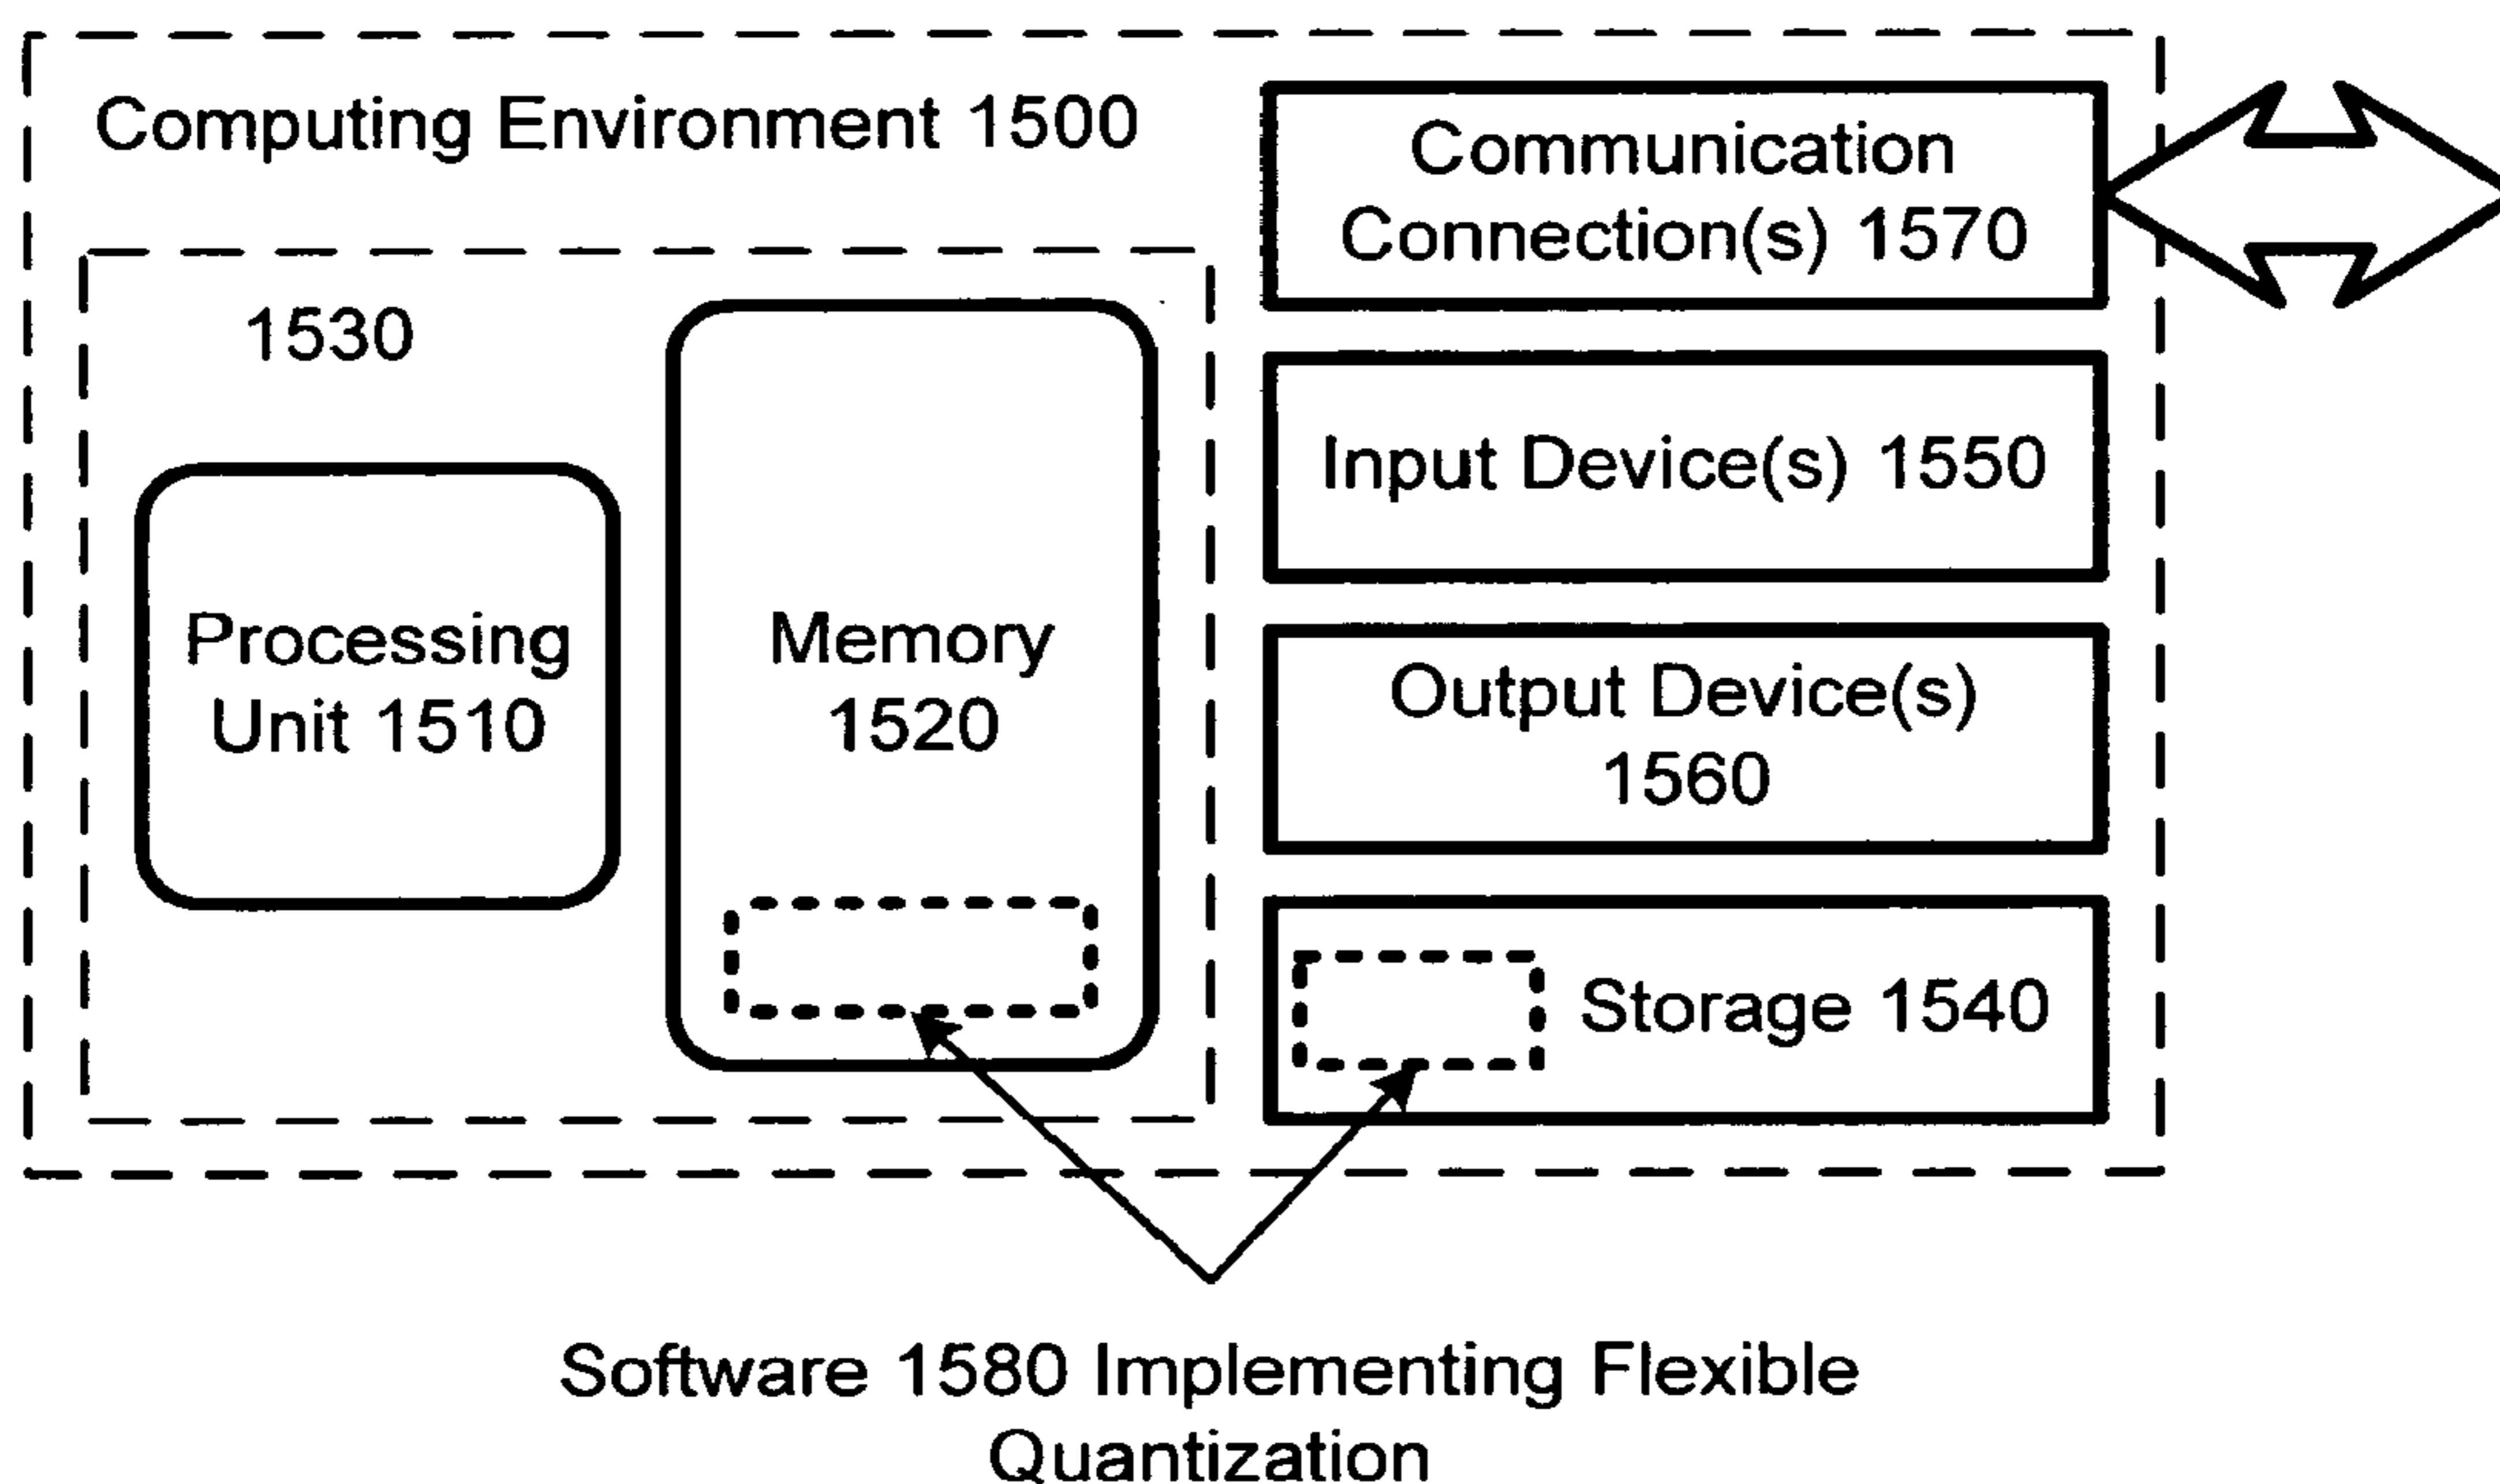 Computing Environment 1500
Communication
Connection(s) 1570
1530
Input Device(s) 1550
Processing
Unit 1510
Memory
1520
Output Device(s)
1560
Storage 1540
Software 1580 Implementing Flexible
Quantization